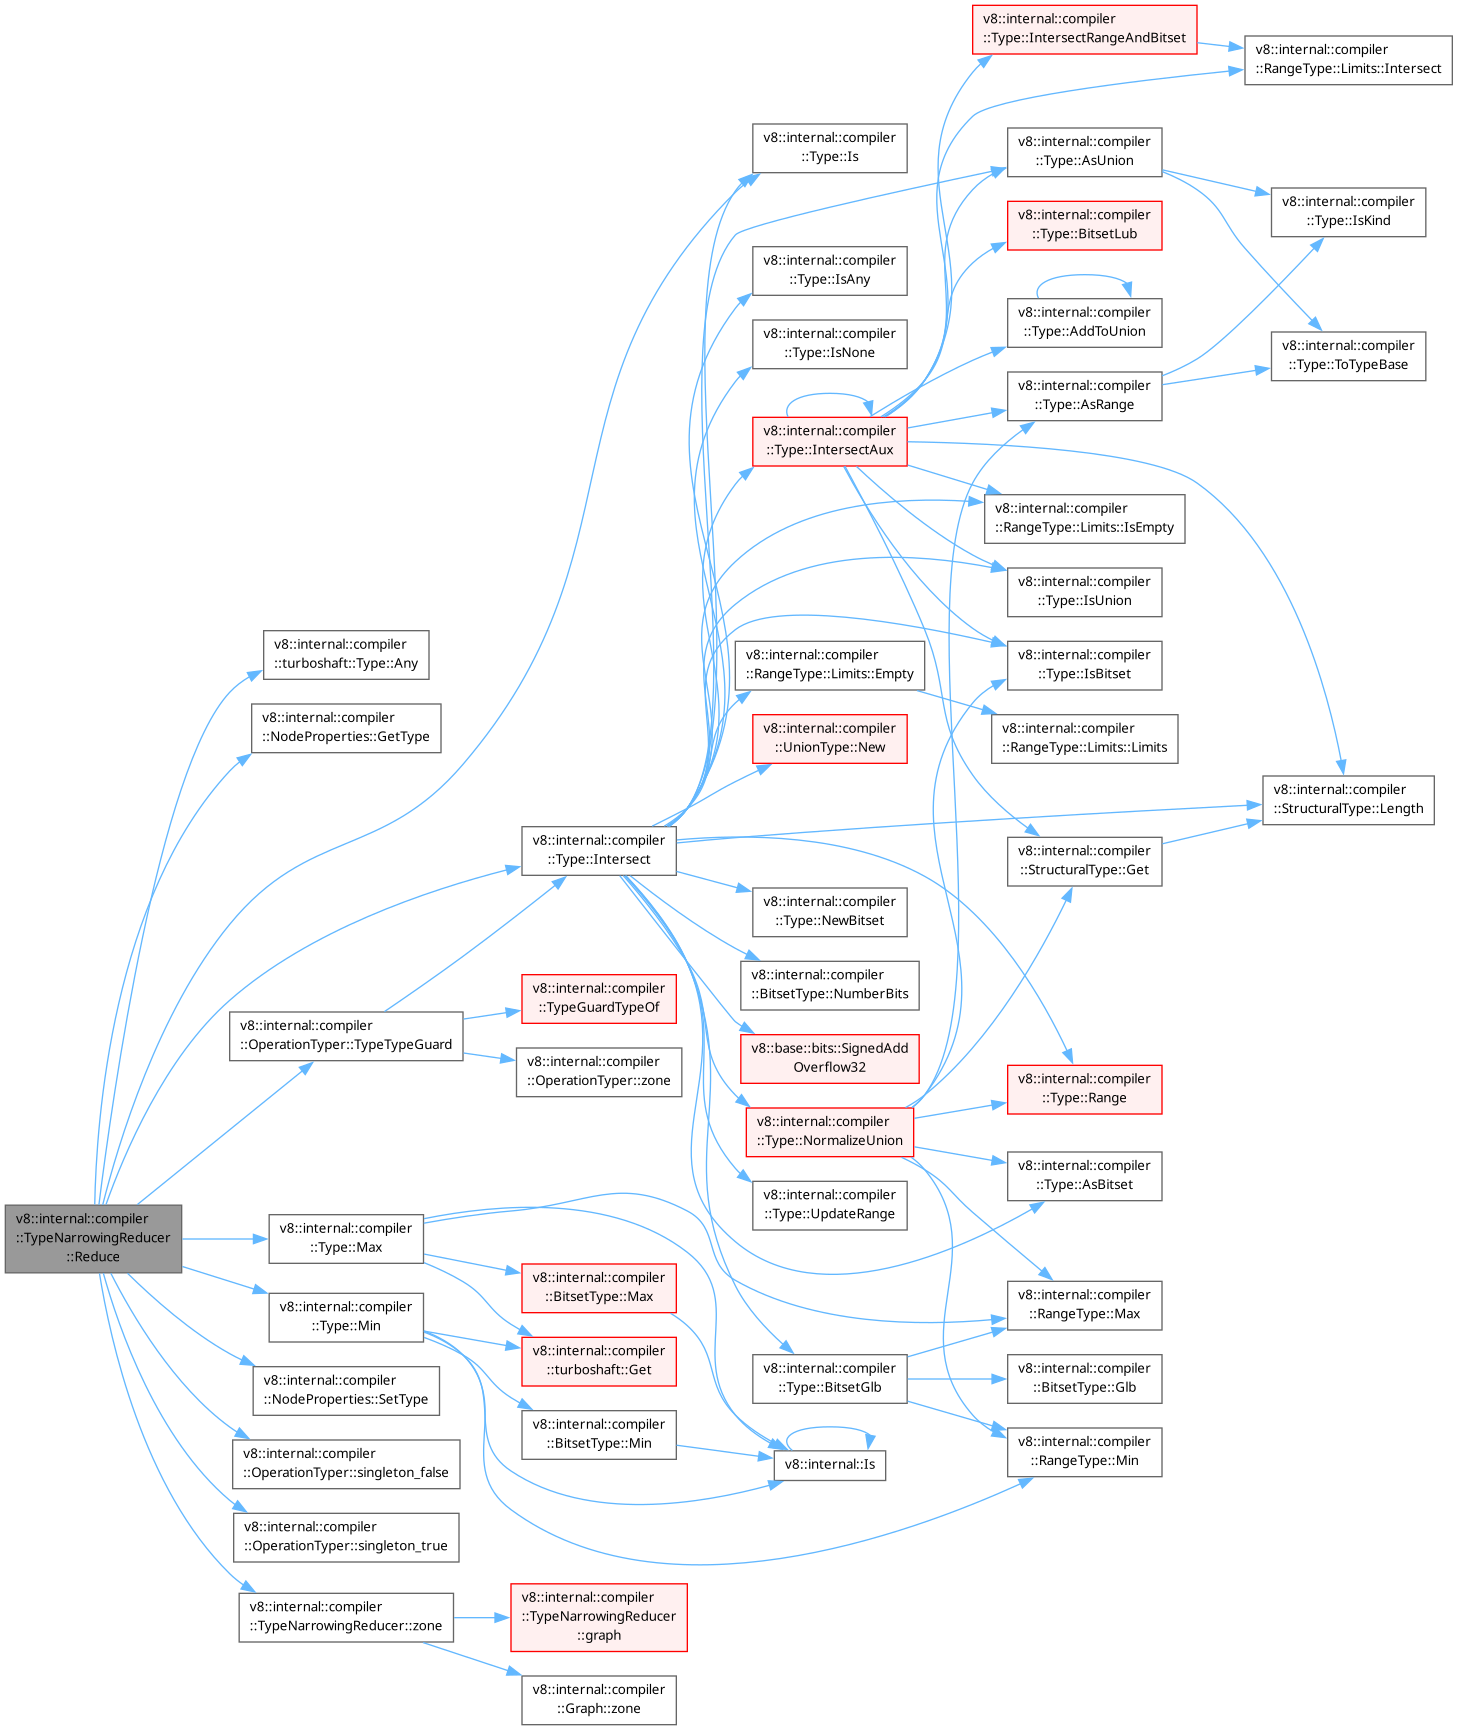 v8::internal::compiler
::TypeNarrowingReducer
::Reduce
v8::internal::compiler
::turboshaft::Type::Any
v8::internal::compiler
::NodeProperties::GetType
v8::internal::compiler
::OperationTyper::TypeTypeGuard
v8::internal::compiler
::Type::Max
v8::internal::compiler
::Type::Min
v8::internal::compiler
::NodeProperties::SetType
v8::internal::compiler
::OperationTyper::singleton_false
v8::internal::compiler
::OperationTyper::singleton_true
v8::internal::compiler
::TypeNarrowingReducer::zone
v8::internal::compiler
::Type::Intersect
v8::internal::compiler
::TypeGuardTypeOf
v8::internal::compiler
::OperationTyper::zone
v8::internal::compiler
::BitsetType::Max
v8::internal::compiler
::turboshaft::Get
v8::internal::compiler
::BitsetType::Min
v8::internal::compiler
::TypeNarrowingReducer
::graph
v8::internal::compiler
::Graph::zone
v8::internal::compiler
::Type::Is
v8::internal::compiler
::Type::IsAny
v8::internal::compiler
::Type::IsNone
v8::internal::compiler
::Type::IntersectAux
v8::internal::compiler
::RangeType::Limits::Empty
v8::internal::compiler
::UnionType::New
v8::internal::compiler
::Type::NewBitset
v8::internal::compiler
::BitsetType::NumberBits
v8::base::bits::SignedAdd
Overflow32
v8::internal::compiler
::Type::NormalizeUnion
v8::internal::compiler
::Type::UpdateRange
v8::internal::compiler
::Type::BitsetGlb
v8::internal::Is
v8::internal::compiler
::Type::IntersectRangeAndBitset
v8::internal::compiler
::Type::AsUnion
v8::internal::compiler
::Type::BitsetLub
v8::internal::compiler
::Type::AddToUnion
v8::internal::compiler
::Type::AsRange
v8::internal::compiler
::RangeType::Limits::IsEmpty
v8::internal::compiler
::Type::IsUnion
v8::internal::compiler
::Type::IsBitset
v8::internal::compiler
::RangeType::Limits::Limits
v8::internal::compiler
::StructuralType::Get
v8::internal::compiler
::Type::Range
v8::internal::compiler
::Type::AsBitset
v8::internal::compiler
::RangeType::Max
v8::internal::compiler
::BitsetType::Glb
v8::internal::compiler
::RangeType::Min
v8::internal::compiler
::RangeType::Limits::Intersect
v8::internal::compiler
::Type::IsKind
v8::internal::compiler
::Type::ToTypeBase
v8::internal::compiler
::StructuralType::Length